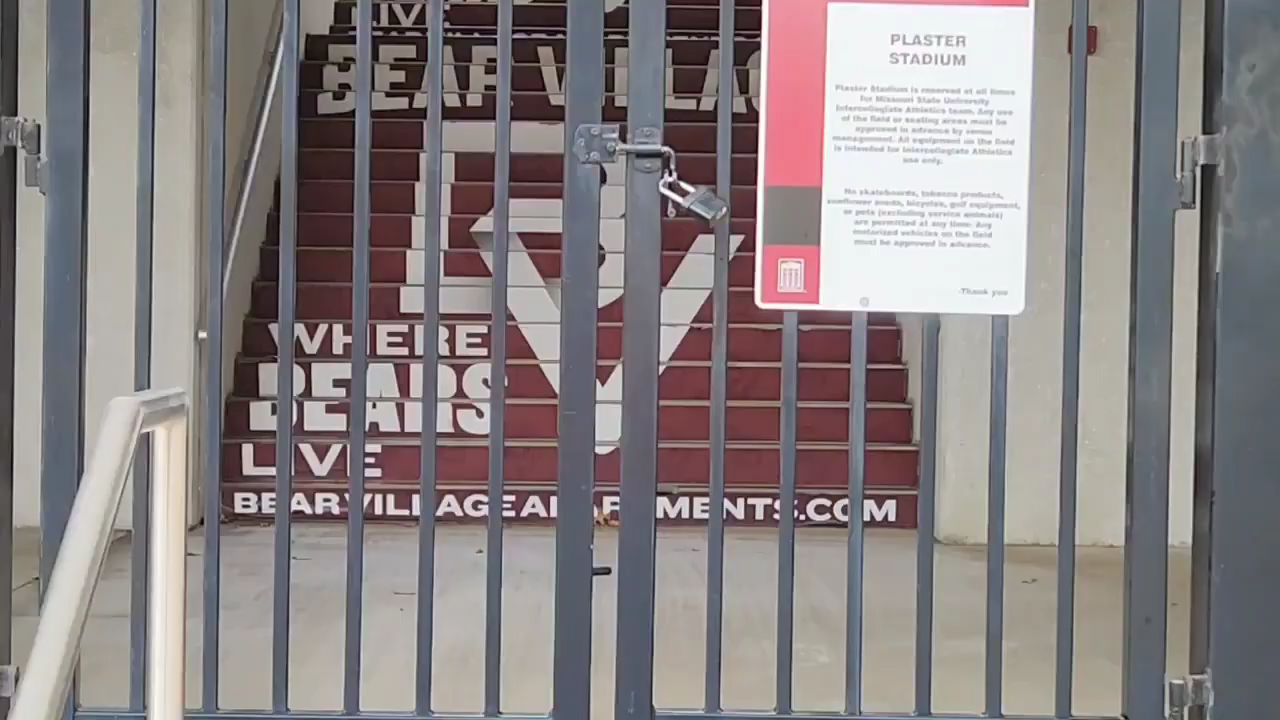 LIVE
BEAR VILLAG
PLASTER
STADIUM
Plaster Stadium is reserved at all times
for Missouri State University
Intercollegiate Athletics team. Any use
of the field or seating areas must be
approved in advance by venue
management. All equipment on the field
is intended for Intercollegiate Athletics
use only.
No skateboards, tobacco products,
sunflower seeds, bicycles, golf equipment,
or pets (excluding service animals)
are permitted at any time. Any
motorized vehicles on the field
must be approved in advance.
-Thank you
WHERE
BEARS
LIVE
BEARVILLAGEAPARTMENTS.COM